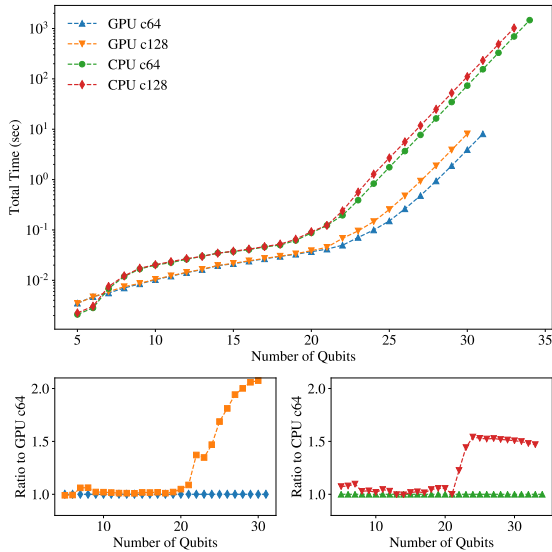 10³
10²
10¹
10⁰
10⁻¹
10⁻²
Total Time (sec)
GPU c64
GPU c128
CPU c64
CPU c128
5 10 15 20 25 30 35
Number of Qubits
2.0
1.5
1.0
Ratio to GPU c64
10 20 30
Number of Qubits
2.0
1.5
1.0
Ratio to CPU c64
10 20 30
Number of Qubits